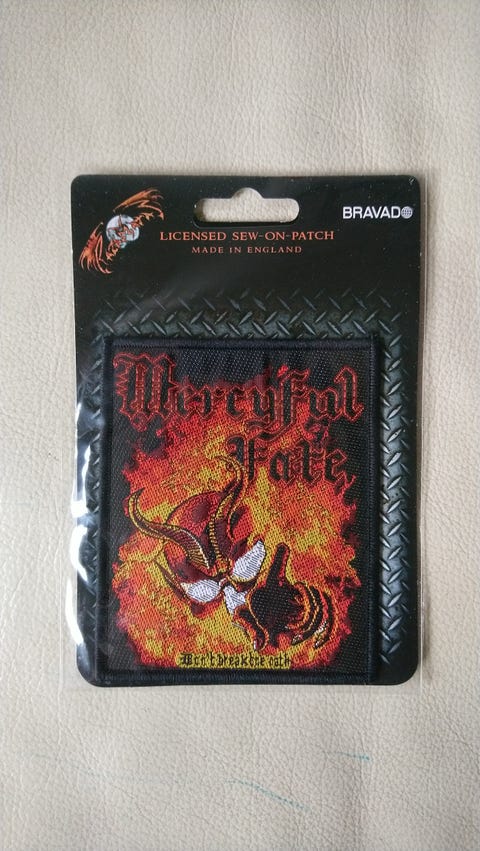 BRAVADO
LICENSED SEW-ON-PATCH
MADE IN ENGLAND
Mercyful
Fate
Don't break the oath